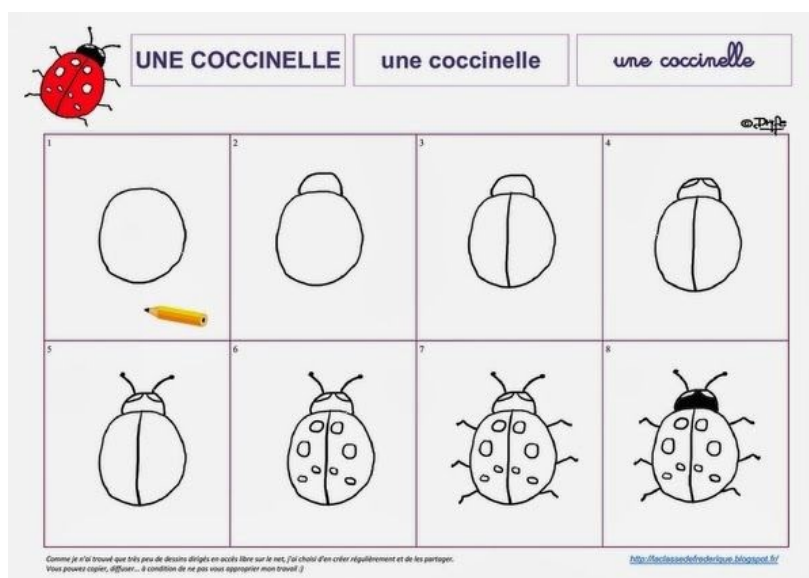 UNE COCCINELLE
une coccinelle
une coccinelle
1
2
3
4
5
6
7
8
Comme je n'ai trouvé que très peu de dessins dirigés en accès libre sur le net, j'ai choisi d'en créer régulièrement et de les partager.
Vous pouvez copier, diffuser... à condition de ne pas vous approprier mon travail :)
http://laclassedefrederique.blogspot.fr/